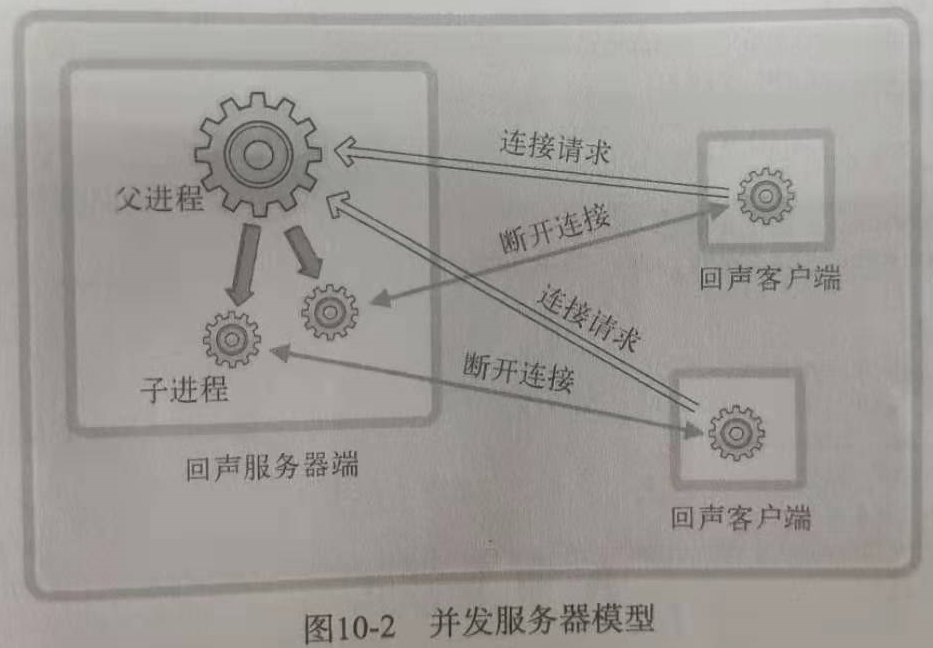 连接请求
父进程
断开连接
回声客户端
连接请求
断开连接
子进程
回声服务器端
回声客户端
图10-2 并发服务器模型